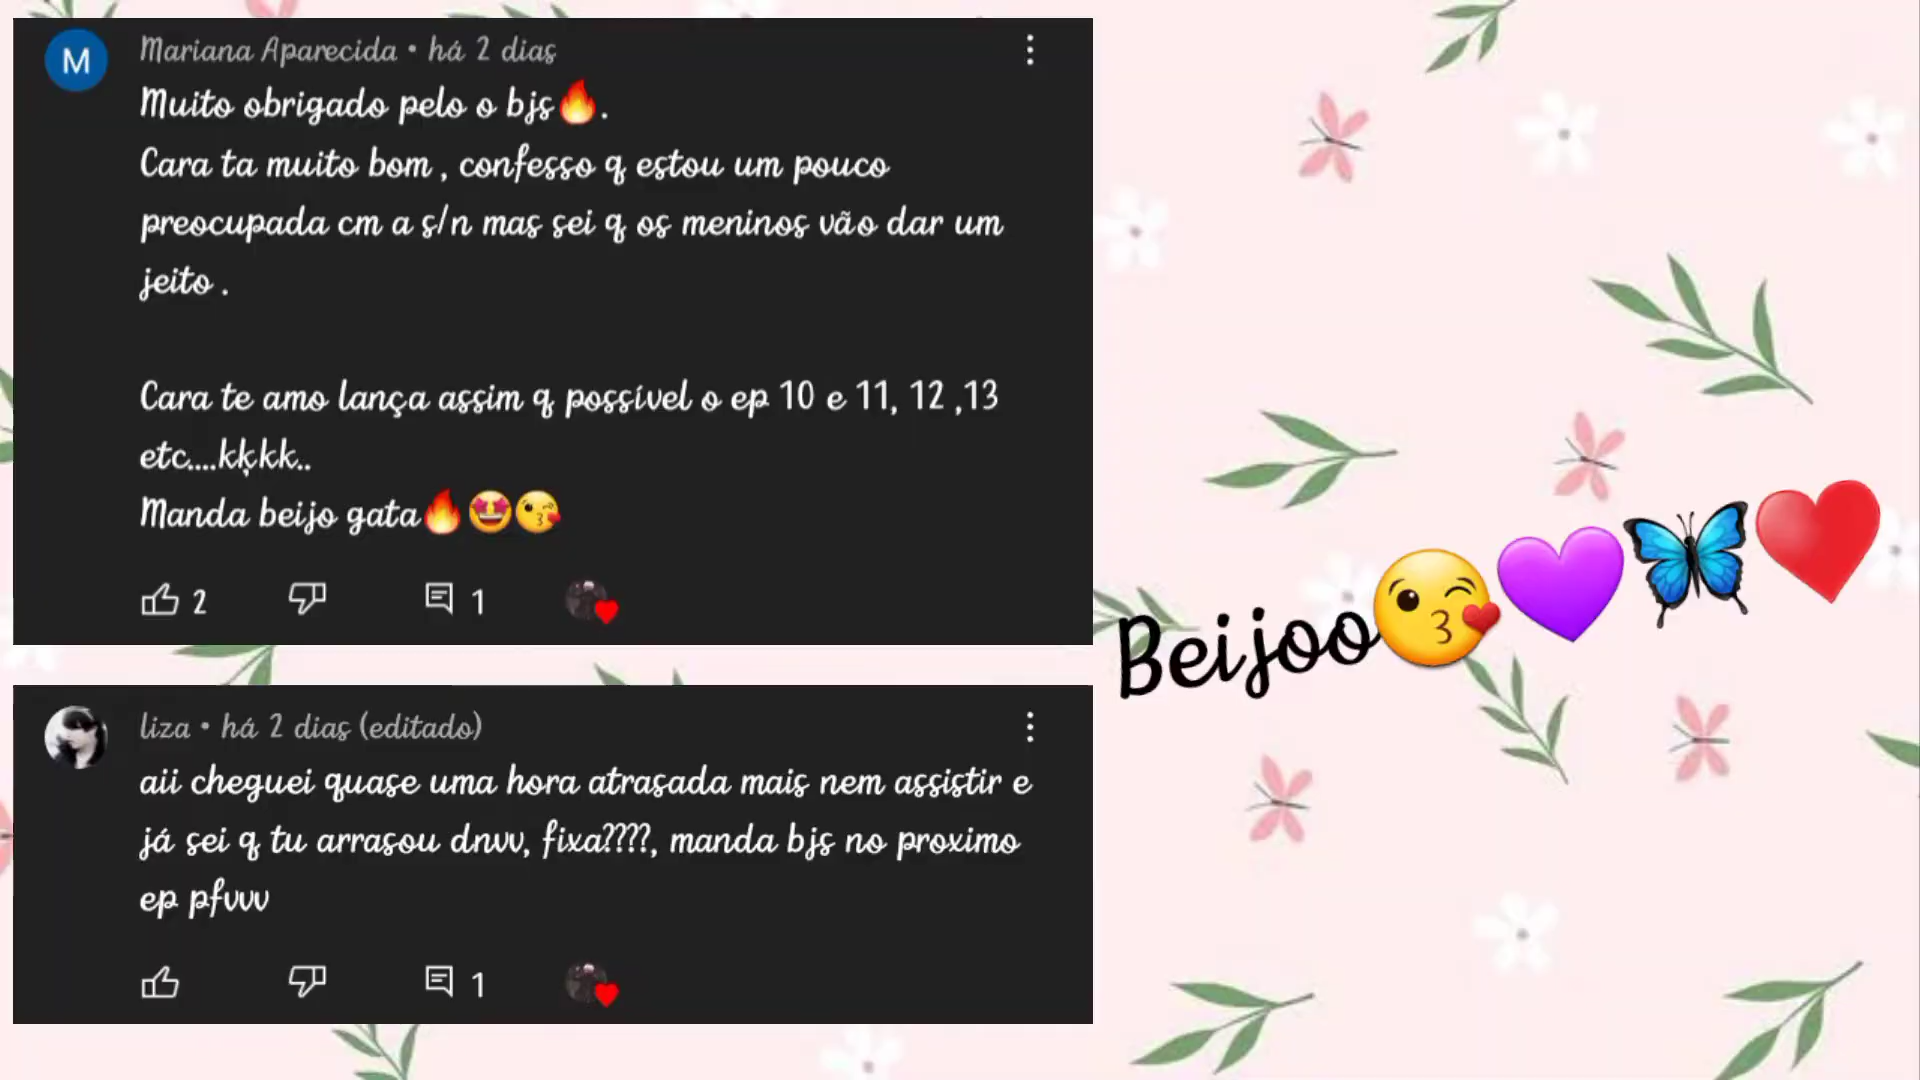 M
Mariana Aparecida • há 2 dias
Muito obrigado pelo o bjs🔥.
Cara ta muito bom , confesso q estou um pouco
preocupada cm a s/n mas sei q os meninos vão dar um
jeito .
Cara te amo lança assim q possível o ep 10 e 11, 12 ,13
etc....kķkk..
Manda beijo gata🔥🤩😘
2 1
liza • há 2 dias (editado)
aii cheguei quase uma hora atrasada mais nem assistir e
já sei q tu arrasou dnvv, fixa????, manda bjs no proximo
ep pfvvv
1
Beijoo😘💜🦋❤️